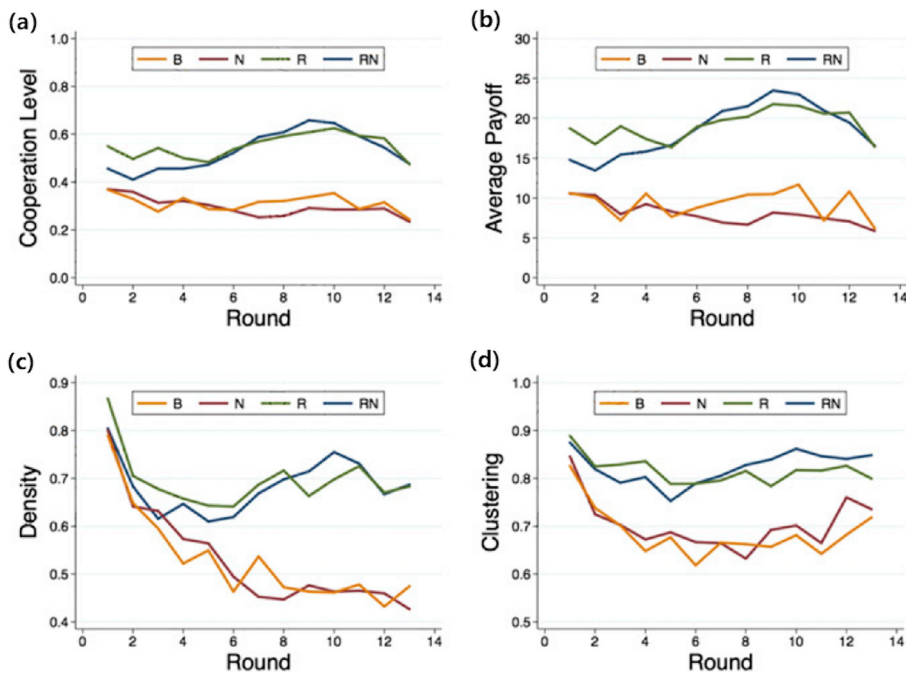 (a)
Cooperation Level
1.0
0.8
0.6
0.4
0.2
0.0
B N R RN
0 2 4 6 8 10 12 14
Round
(b)
Average Payoff
30
25
20
15
10
5
0
B N R RN
0 2 4 6 8 10 12 14
Round
(c)
Density
0.9
0.8
0.7
0.6
0.5
0.4
B N R RN
0 2 4 6 8 10 12 14
Round
(d)
Clustering
1.0
0.9
0.8
0.7
0.6
0.5
B N R RN
0 2 4 6 8 10 12 14
Round